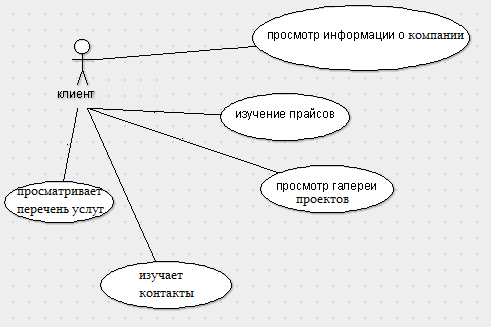 просмотр информации о компании
клиент
изучение прайсов
просмотр галереи
проектов
просматривает
перечень услуг
изучает
контакты